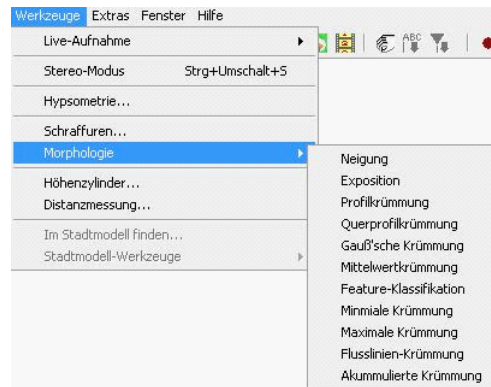 Werkzeuge Extras Fenster Hilfe
Live-Aufnahme
ABC
Stereo-Modus Strg+Umschalt+S
Hypsometrie...
Schraffuren...
Morphologie
Neigung
Exposition
Profilkrümmung
Querprofilkrümmung
Gauß'sche Krümmung
Mittelwertkrümmung
Feature-Klassifikation
Minmiale Krümmung
Maximale Krümmung
Flusslinien-Krümmung
Akummulierte Krümmung
Höhenzylinder...
Distanzmessung...
Im Stadtmodell finden...
Stadtmodell-Werkzeuge